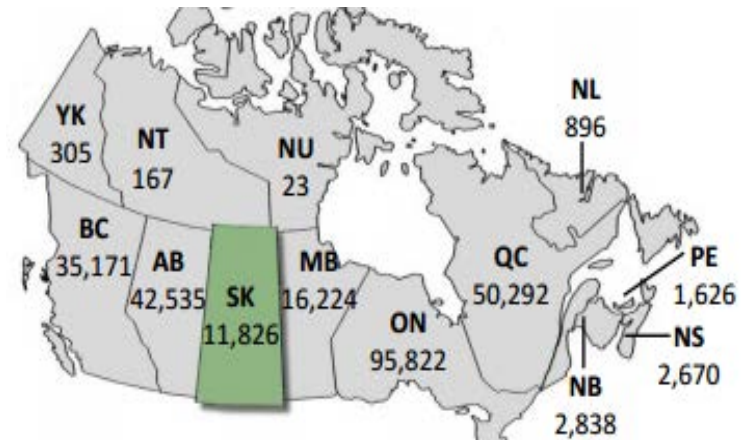 YK
305
NT
167
NU
23
NL
896
BC
35,171
AB
42,535
SK
11,826
MB
16,224
ON
95,822
QC
50,292
PE
1,626
NS
2,670
NB
2,838